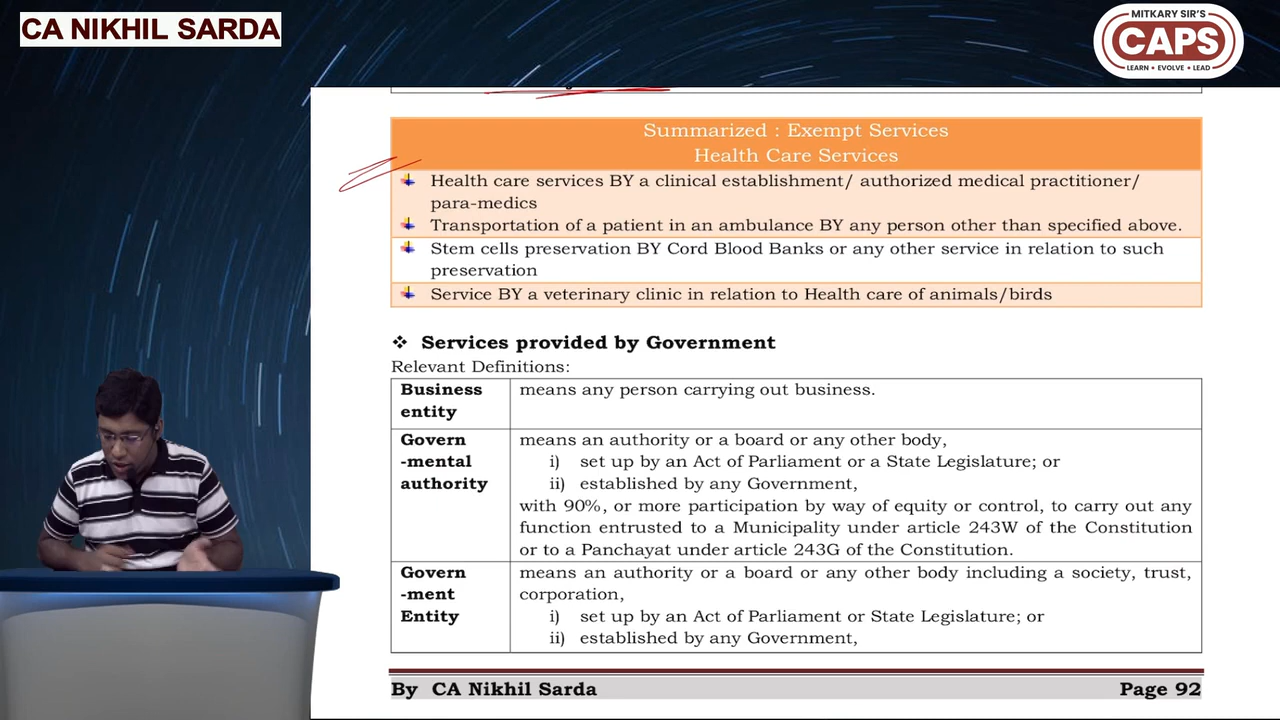 CA NIKHIL SARDA
MITKARY SIR'S
CAPS
LEARN • EVOLVE • LEAD
Summarized : Exempt Services
Health Care Services
Health care services BY a clinical establishment/ authorized medical practitioner/
para-medics
Transportation of a patient in an ambulance BY any person other than specified above.
Stem cells preservation BY Cord Blood Banks or any other service in relation to such
preservation
Service BY a veterinary clinic in relation to Health care of animals/birds
❖ Services provided by Government
Relevant Definitions:
Business
entity
means any person carrying out business.
Govern
-mental
authority
means an authority or a board or any other body,
i) set up by an Act of Parliament or a State Legislature; or
ii) established by any Government,
with 90%, or more participation by way of equity or control, to carry out any
function entrusted to a Municipality under article 243W of the Constitution
or to a Panchayat under article 243G of the Constitution.
Govern
-ment
Entity
means an authority or a board or any other body including a society, trust,
corporation,
i) set up by an Act of Parliament or State Legislature; or
ii) established by any Government,
By CA Nikhil Sarda
Page 92